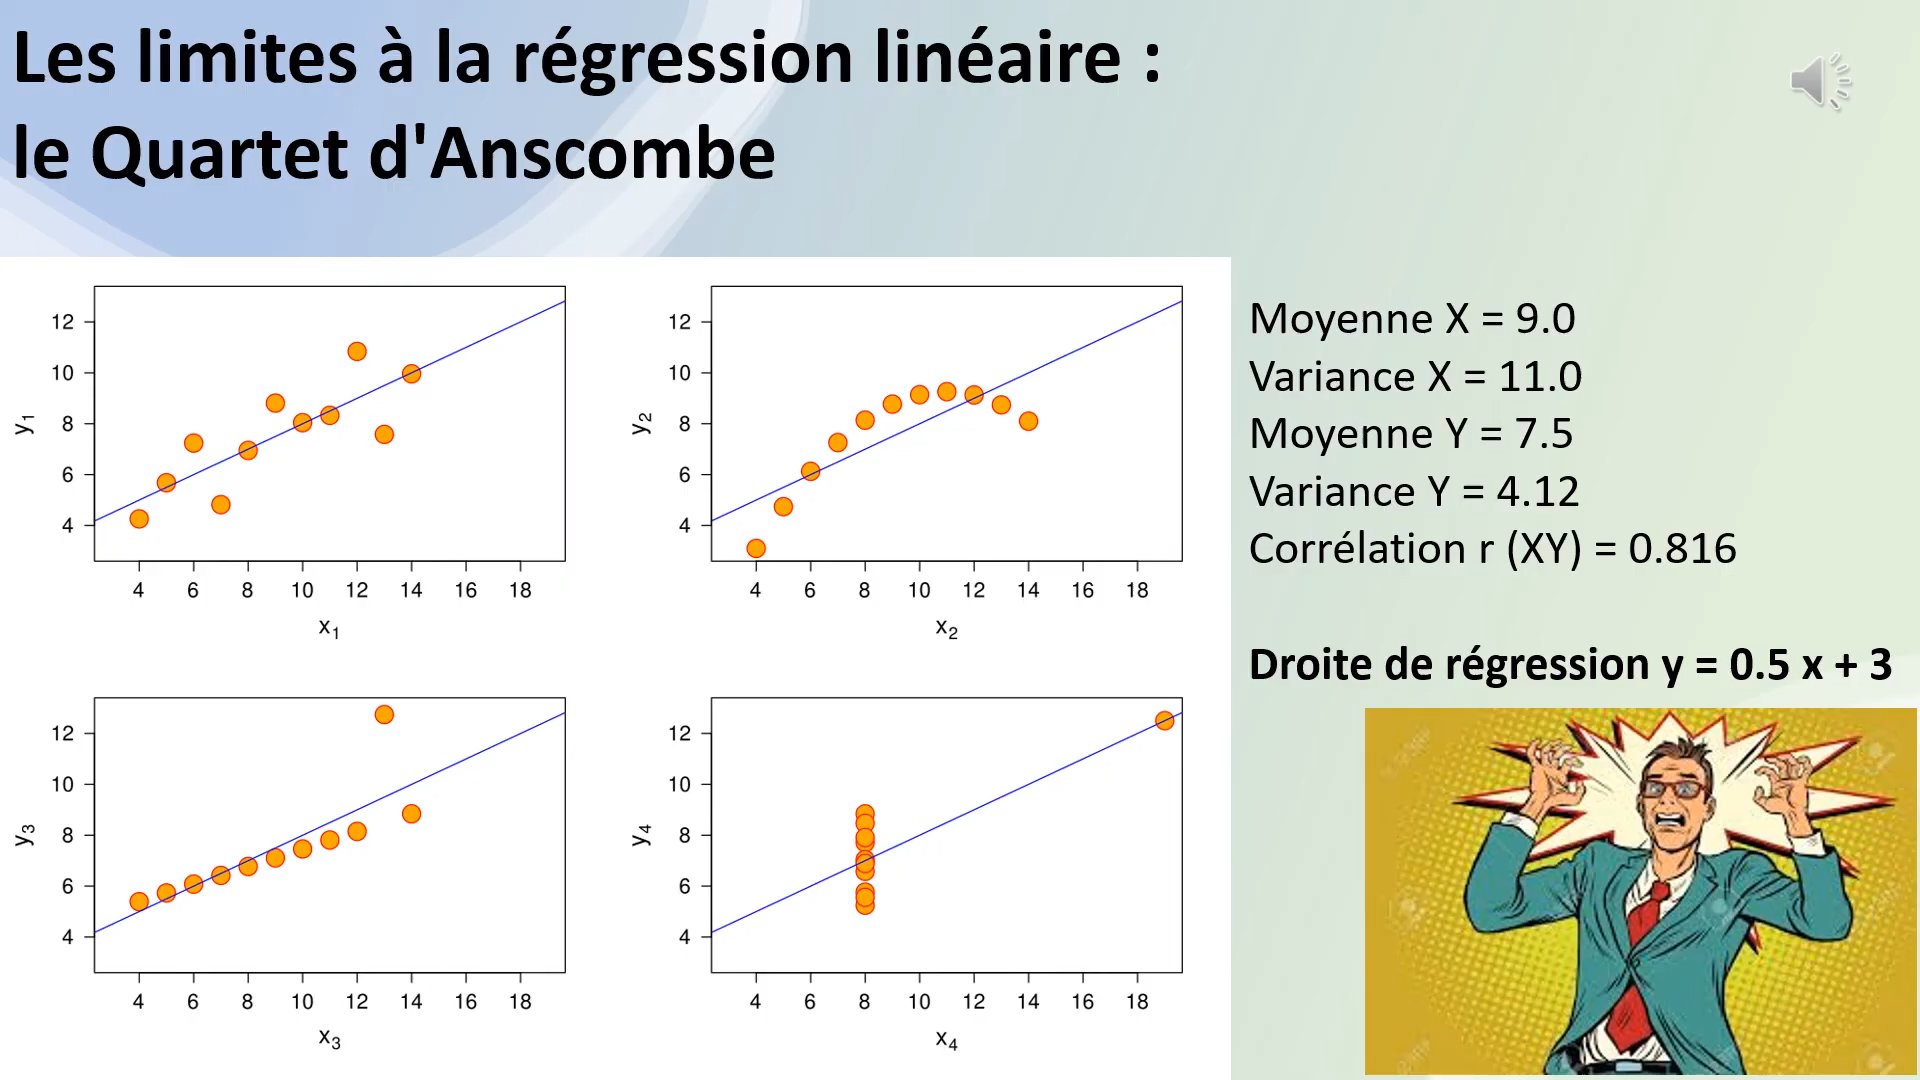 Les limites à la régression linéaire :
le Quartet d'Anscombe
12
10
8
6
4
y1
4 6 8 10 12 14 16 18
x1
12
10
8
6
4
y2
4 6 8 10 12 14 16 18
x2
12
10
8
6
4
y3
4 6 8 10 12 14 16 18
x3
12
10
8
6
4
y4
4 6 8 10 12 14 16 18
x4
Moyenne X = 9.0
Variance X = 11.0
Moyenne Y = 7.5
Variance Y = 4.12
Corrélation r (XY) = 0.816
Droite de régression y = 0.5 x + 3